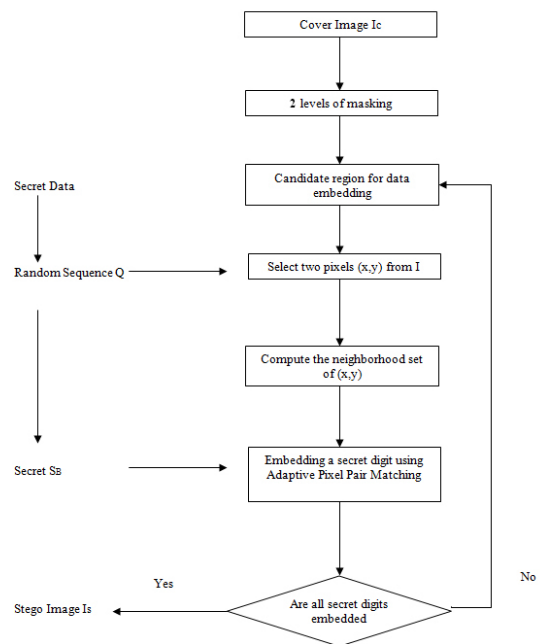 Cover Image Ic
2 levels of masking
Candidate region for data
embedding
Secret Data
Random Sequence Q
Select two pixels (x,y) from I
Compute the neighborhood set
of (x,y)
Secret SB
Embedding a secret digit using
Adaptive Pixel Pair Matching
Yes
No
Stego Image Is
Are all secret digits
embedded